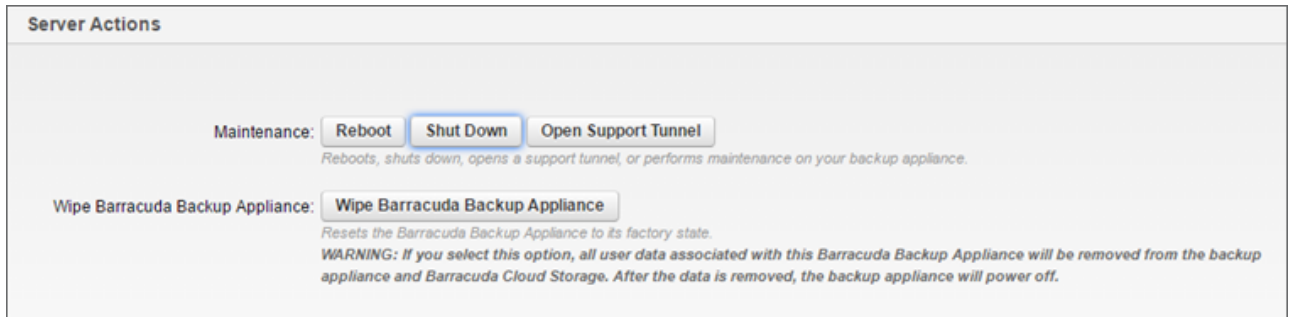 Server Actions
Maintenance: Reboot Shut Down Open Support Tunnel
Reboots, shuts down, opens a support tunnel, or performs maintenance on your backup appliance.
Wipe Barracuda Backup Appliance: Wipe Barracuda Backup Appliance
Resets the Barracuda Backup Appliance to its factory state.
WARNING: If you select this option, all user data associated with this Barracuda Backup Appliance will be removed from the backup
appliance and Barracuda Cloud Storage. After the data is removed, the backup appliance will power off.